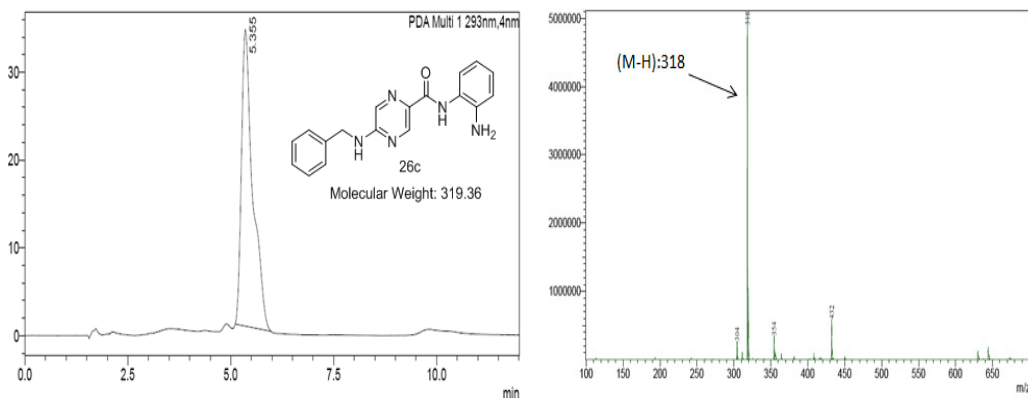 PDA Multi 1 293nm,4nm
5.355
30
20
10
0
0.0 2.5 5.0 7.5 10.0
min
O
N
N
H
NH2
N
H
N
26c
Molecular Weight: 319.36
5000000
4000000
3000000
2000000
1000000
(M-H):318
318
304
354
432
100 150 200 250 300 350 400 450 500 550 600 650
m/z